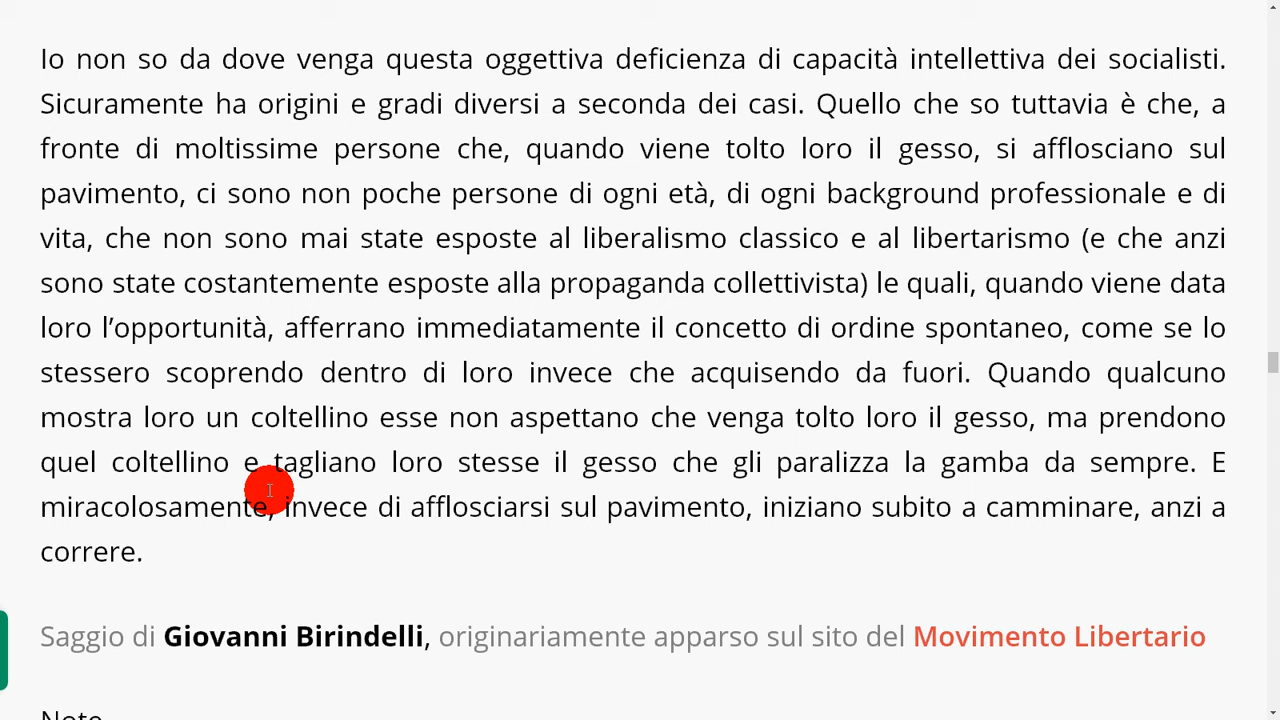 Io non so da dove venga questa oggettiva deficienza di capacità intellettiva dei socialisti.
Sicuramente ha origini e gradi diversi a seconda dei casi. Quello che so tuttavia è che, a
fronte di moltissime persone che, quando viene tolto loro il gesso, si afflosciano sul
pavimento, ci sono non poche persone di ogni età, di ogni background professionale e di
vita, che non sono mai state esposte al liberalismo classico e al libertarismo (e che anzi
sono state costantemente esposte alla propaganda collettivista) le quali, quando viene data
loro l’opportunità, afferrano immediatamente il concetto di ordine spontaneo, come se lo
stessero scoprendo dentro di loro invece che acquisendo da fuori. Quando qualcuno
mostra loro un coltellino esse non aspettano che venga tolto loro il gesso, ma prendono
quel coltellino e tagliano loro stesse il gesso che gli paralizza la gamba da sempre. E
miracolosamente, invece di afflosciarsi sul pavimento, iniziano subito a camminare, anzi a
correre.
Saggio di Giovanni Birindelli, originariamente apparso sul sito del Movimento Libertario
Note